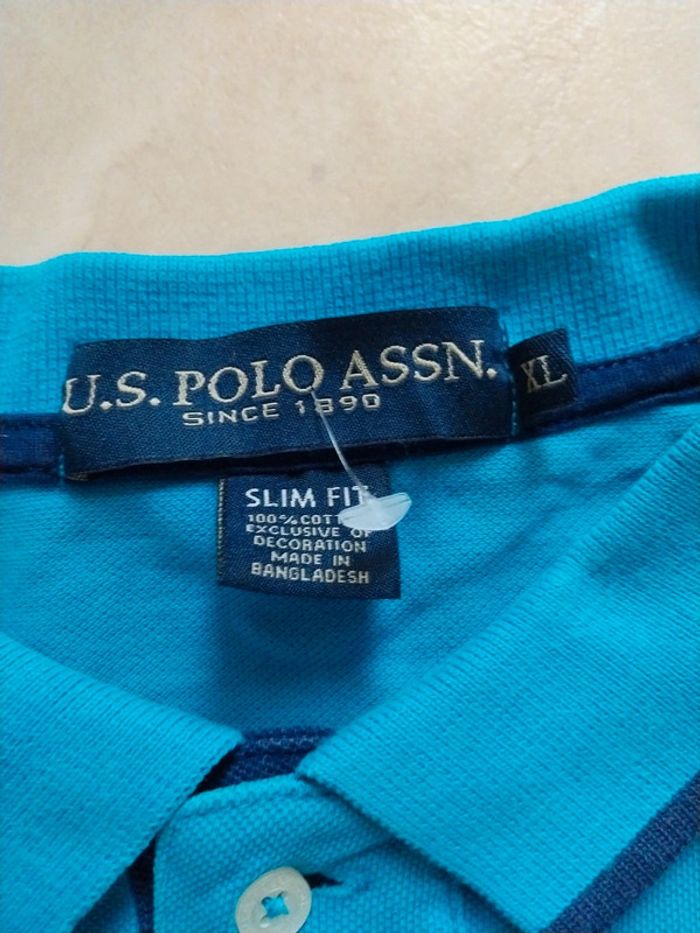 U.S. POLO ASSN.
SINCE 1890
XL
SLIM FIT
100% COTT
EXCLUSIVE OF
DECORATION
MADE IN
BANGLADESH